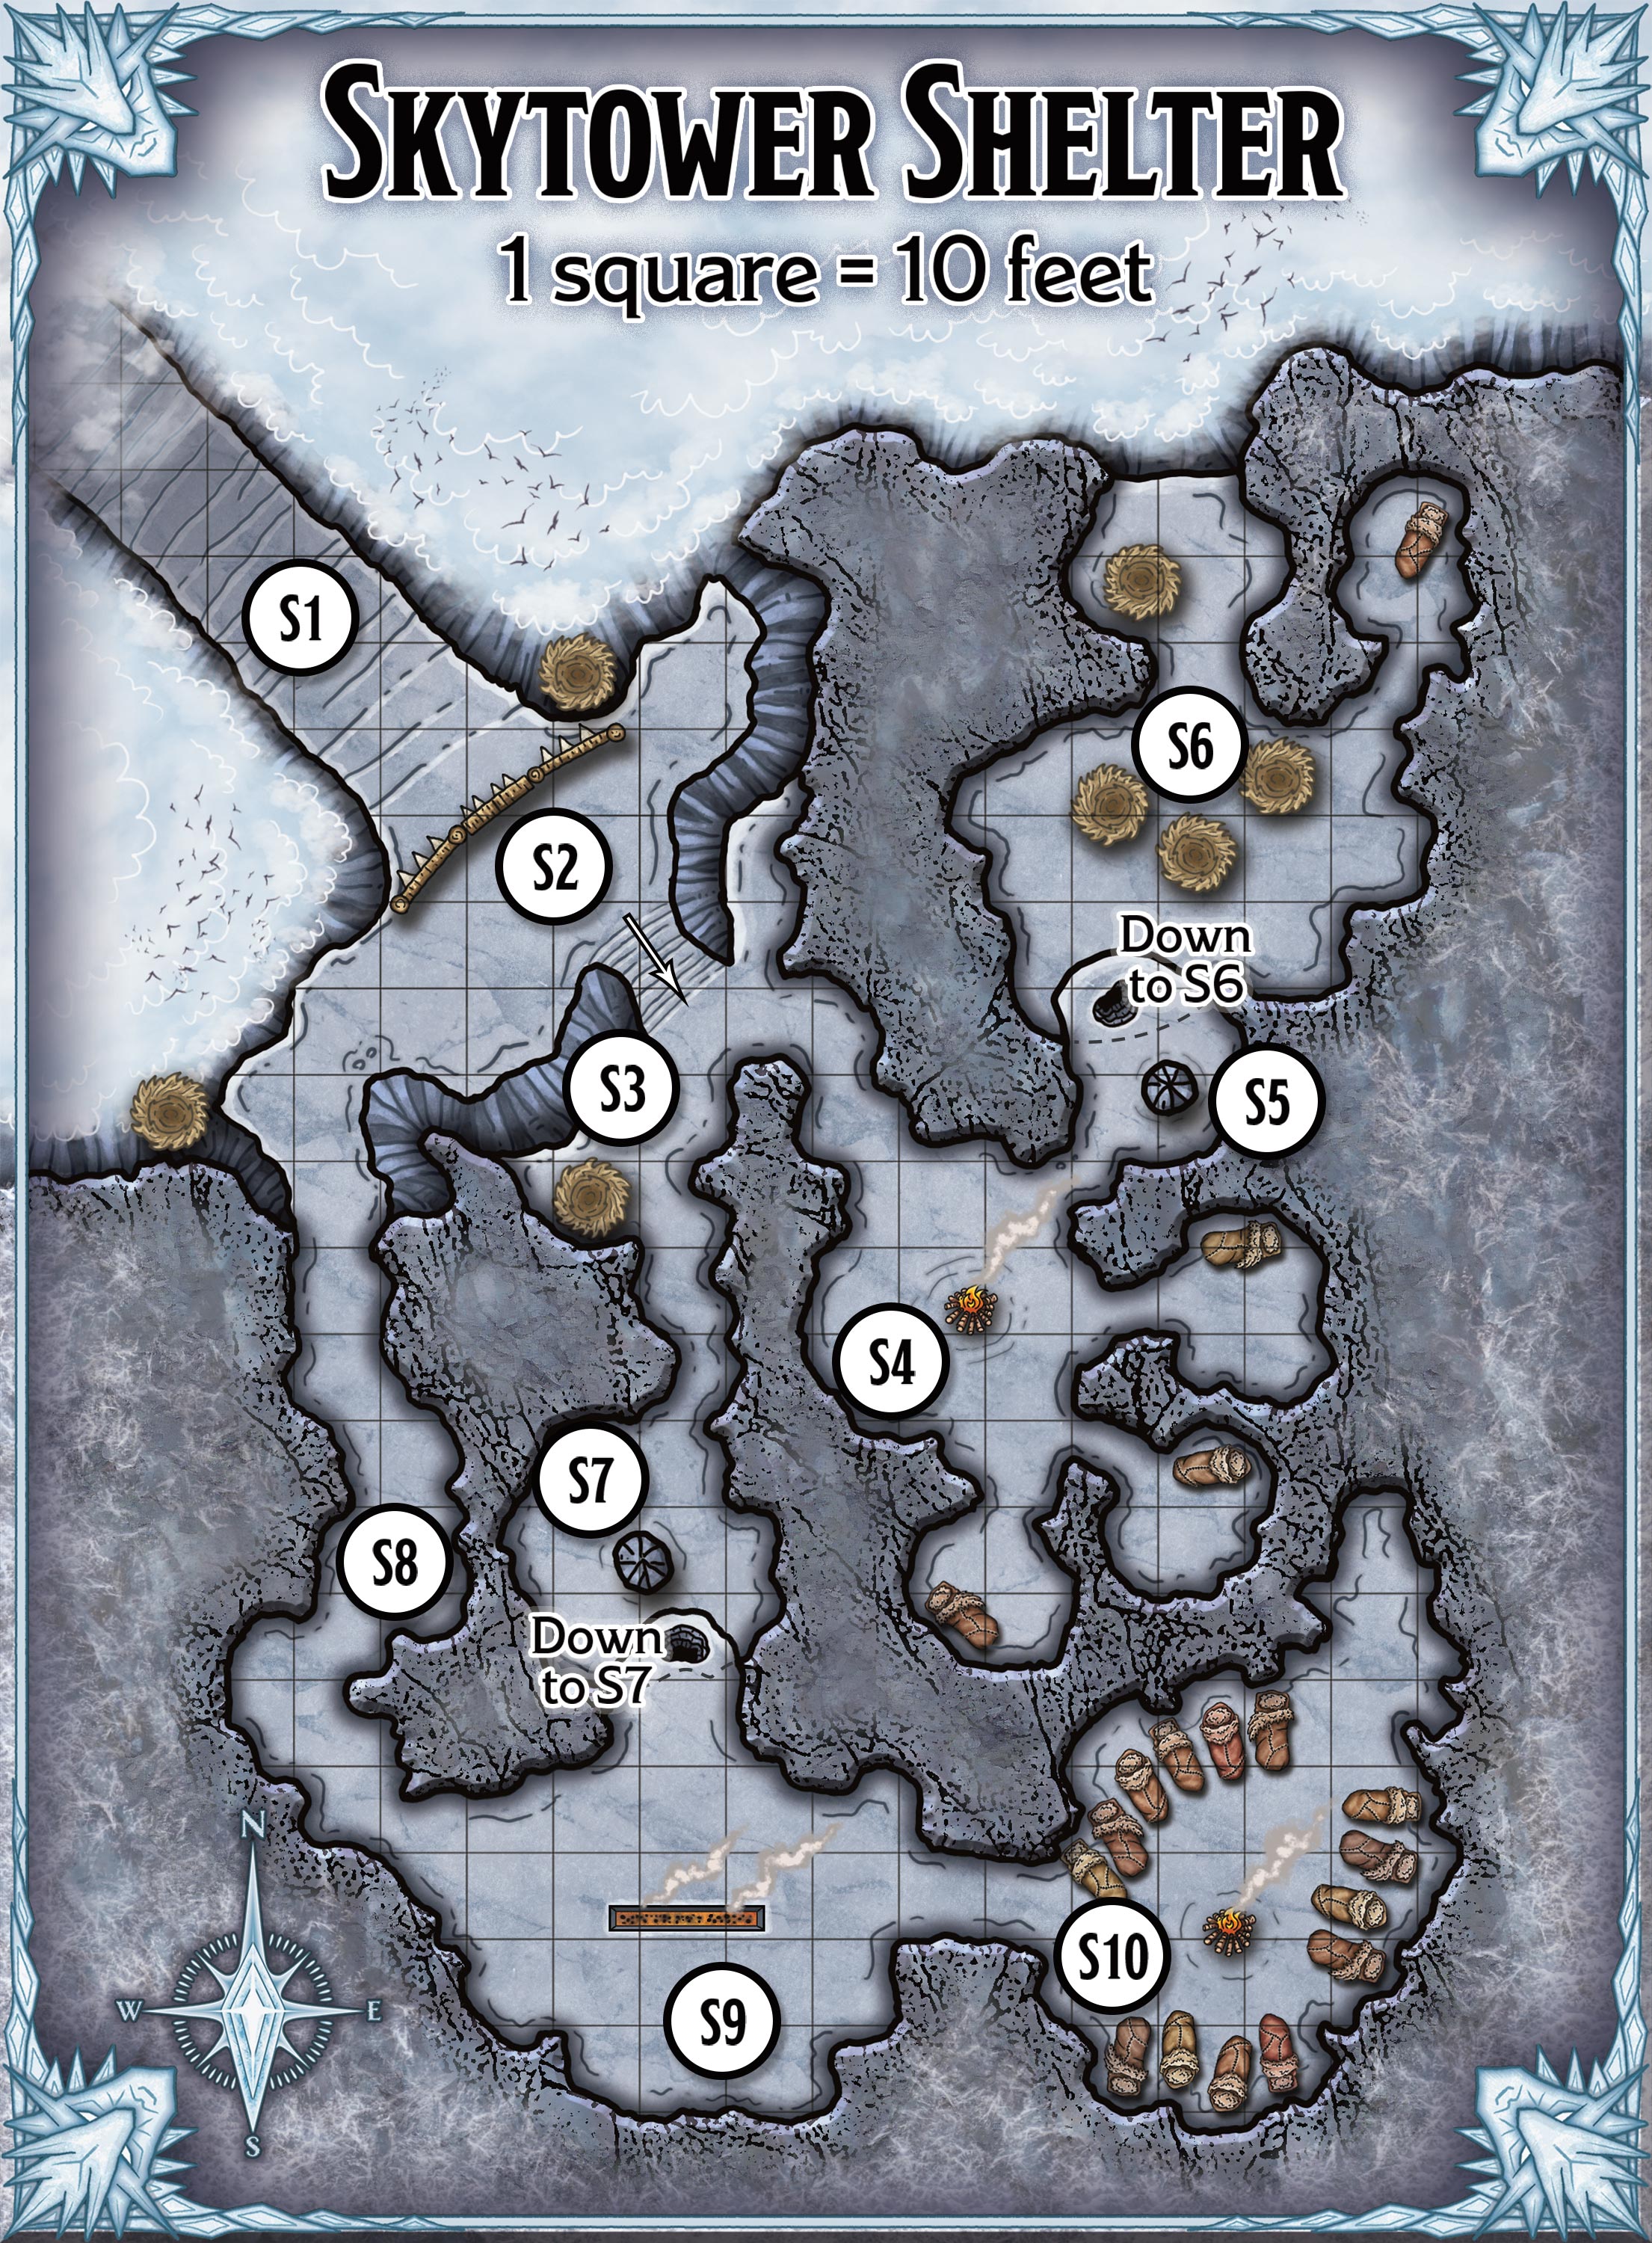 SKYTOWER SHELTER
1 square = 10 feet
S1
S6
S2
Down
to S6
S3
S5
S4
S7
S8
Down
to S7
N
S10
W
E
S9
S